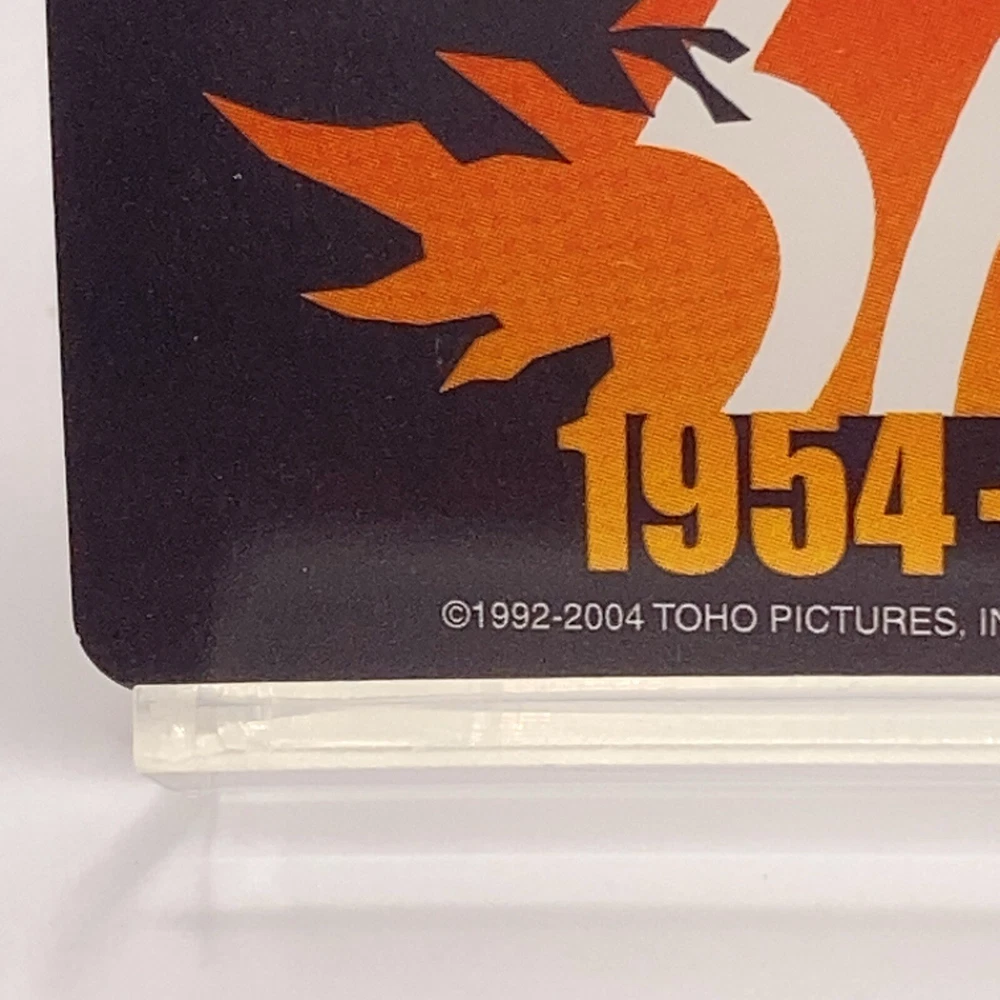 1954 -
©1992-2004 TOHO PICTURES, IN